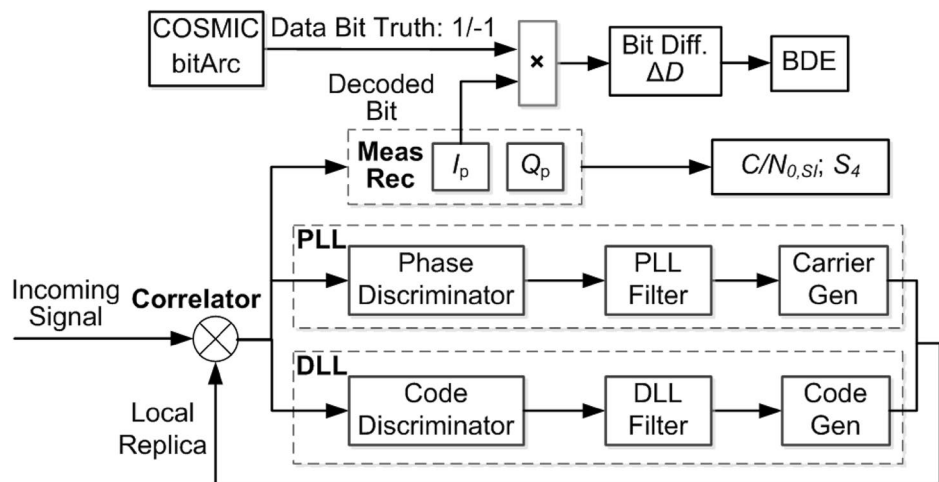 COSMIC
bitArc
Data Bit Truth: 1/-1
×
Bit Diff.
ΔD
BDE
Decoded
Bit
Meas
Rec
Ip
Qp
C/N0,SI; S4
PLL
Phase
Discriminator
PLL
Filter
Carrier
Gen
Incoming
Signal
Correlator
DLL
Code
Discriminator
DLL
Filter
Code
Gen
Local
Replica